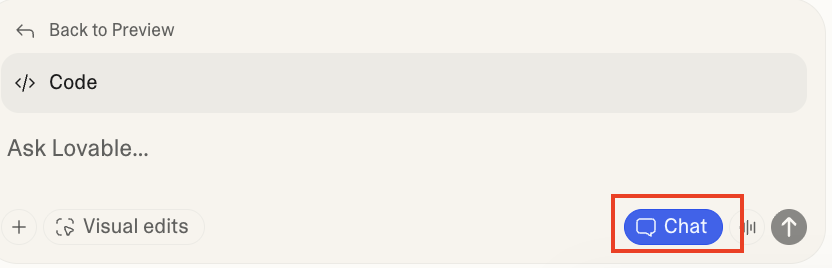 Back to Preview
</> Code
Ask Lovable...
+ Visual edits Chat